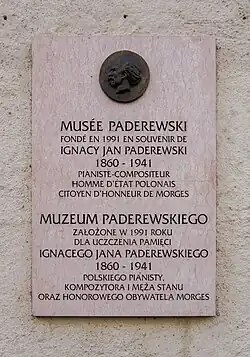 MUSÉE PADEREWSKI
FONDÉ EN 1991 EN SOUVENIR DE
IGNACY JAN PADEREWSKI
1860 - 1941
PIANISTE-COMPOSITEUR
HOMME D'ÉTAT POLONAIS
CITOYEN D'HONNEUR DE MORGES
MUZEUM PADEREWSKIEGO
ZAŁOŻONE W 1991 ROKU
DLA UCZCZENIA PAMIĘCI
IGNACEGO JANA PADEREWSKIEGO
1860 - 1941
POLSKIEGO PIANISTY,
KOMPOZYTORA I MĘŻA STANU
ORAZ HONOROWEGO OBYWATELA MORGES